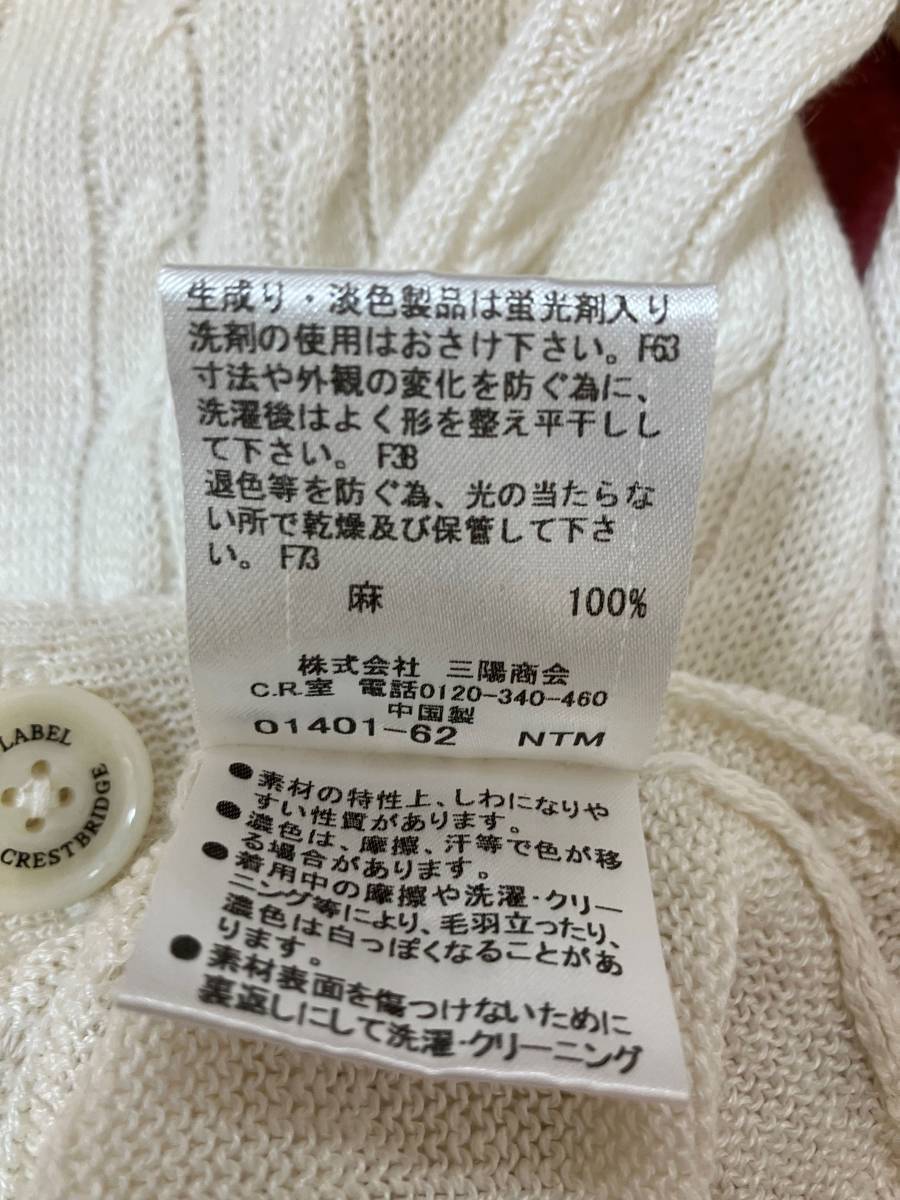 生成り・淡色製品は蛍光剤入り
洗剤の使用はおさけ下さい。F63
寸法や外観の変化を防ぐ為に、
洗濯後はよく形を整え平干しし
て下さい。 F38
退色等を防ぐ為、光の当たらな
い所で乾燥及び保管して下さ
い。 F73
麻 100%
株式会社 三陽商会
C.R.室 電話0120-340-460
中国製
01401-62 NTM
LABEL
CRESTBRIDGE
●素材の特性上、しわになりや
すい性質があります。
●濃色は、摩擦、汗等で色が移
る場合があります。
●着用中の摩擦や洗濯・クリー
ニング等により、毛羽立ったり、
濃色は白っぽくなることがあ
ります。
●素材表面を傷つけないために
裏返しにして洗濯・クリーニング